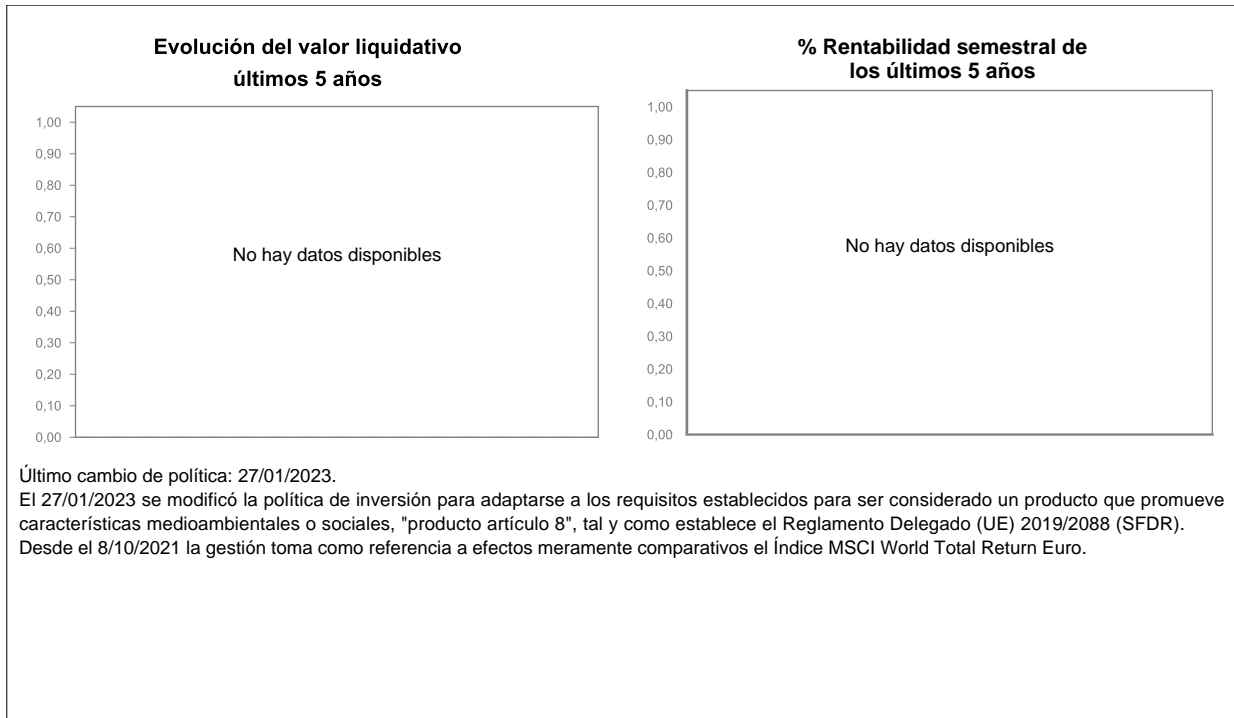 Evolución del valor liquidativo
últimos 5 años
1,00
0,90
0,80
0,70
0,60
0,50
0,40
0,30
0,20
0,10
0,00
No hay datos disponibles
% Rentabilidad semestral de
los últimos 5 años
1,00
0,90
0,80
0,70
0,60
0,50
0,40
0,30
0,20
0,10
0,00
No hay datos disponibles
Último cambio de política: 27/01/2023.
El 27/01/2023 se modificó la política de inversión para adaptarse a los requisitos establecidos para ser considerado un producto que promueve
características medioambientales o sociales, "producto artículo 8", tal y como establece el Reglamento Delegado (UE) 2019/2088 (SFDR).
Desde el 8/10/2021 la gestión toma como referencia a efectos meramente comparativos el Índice MSCI World Total Return Euro.